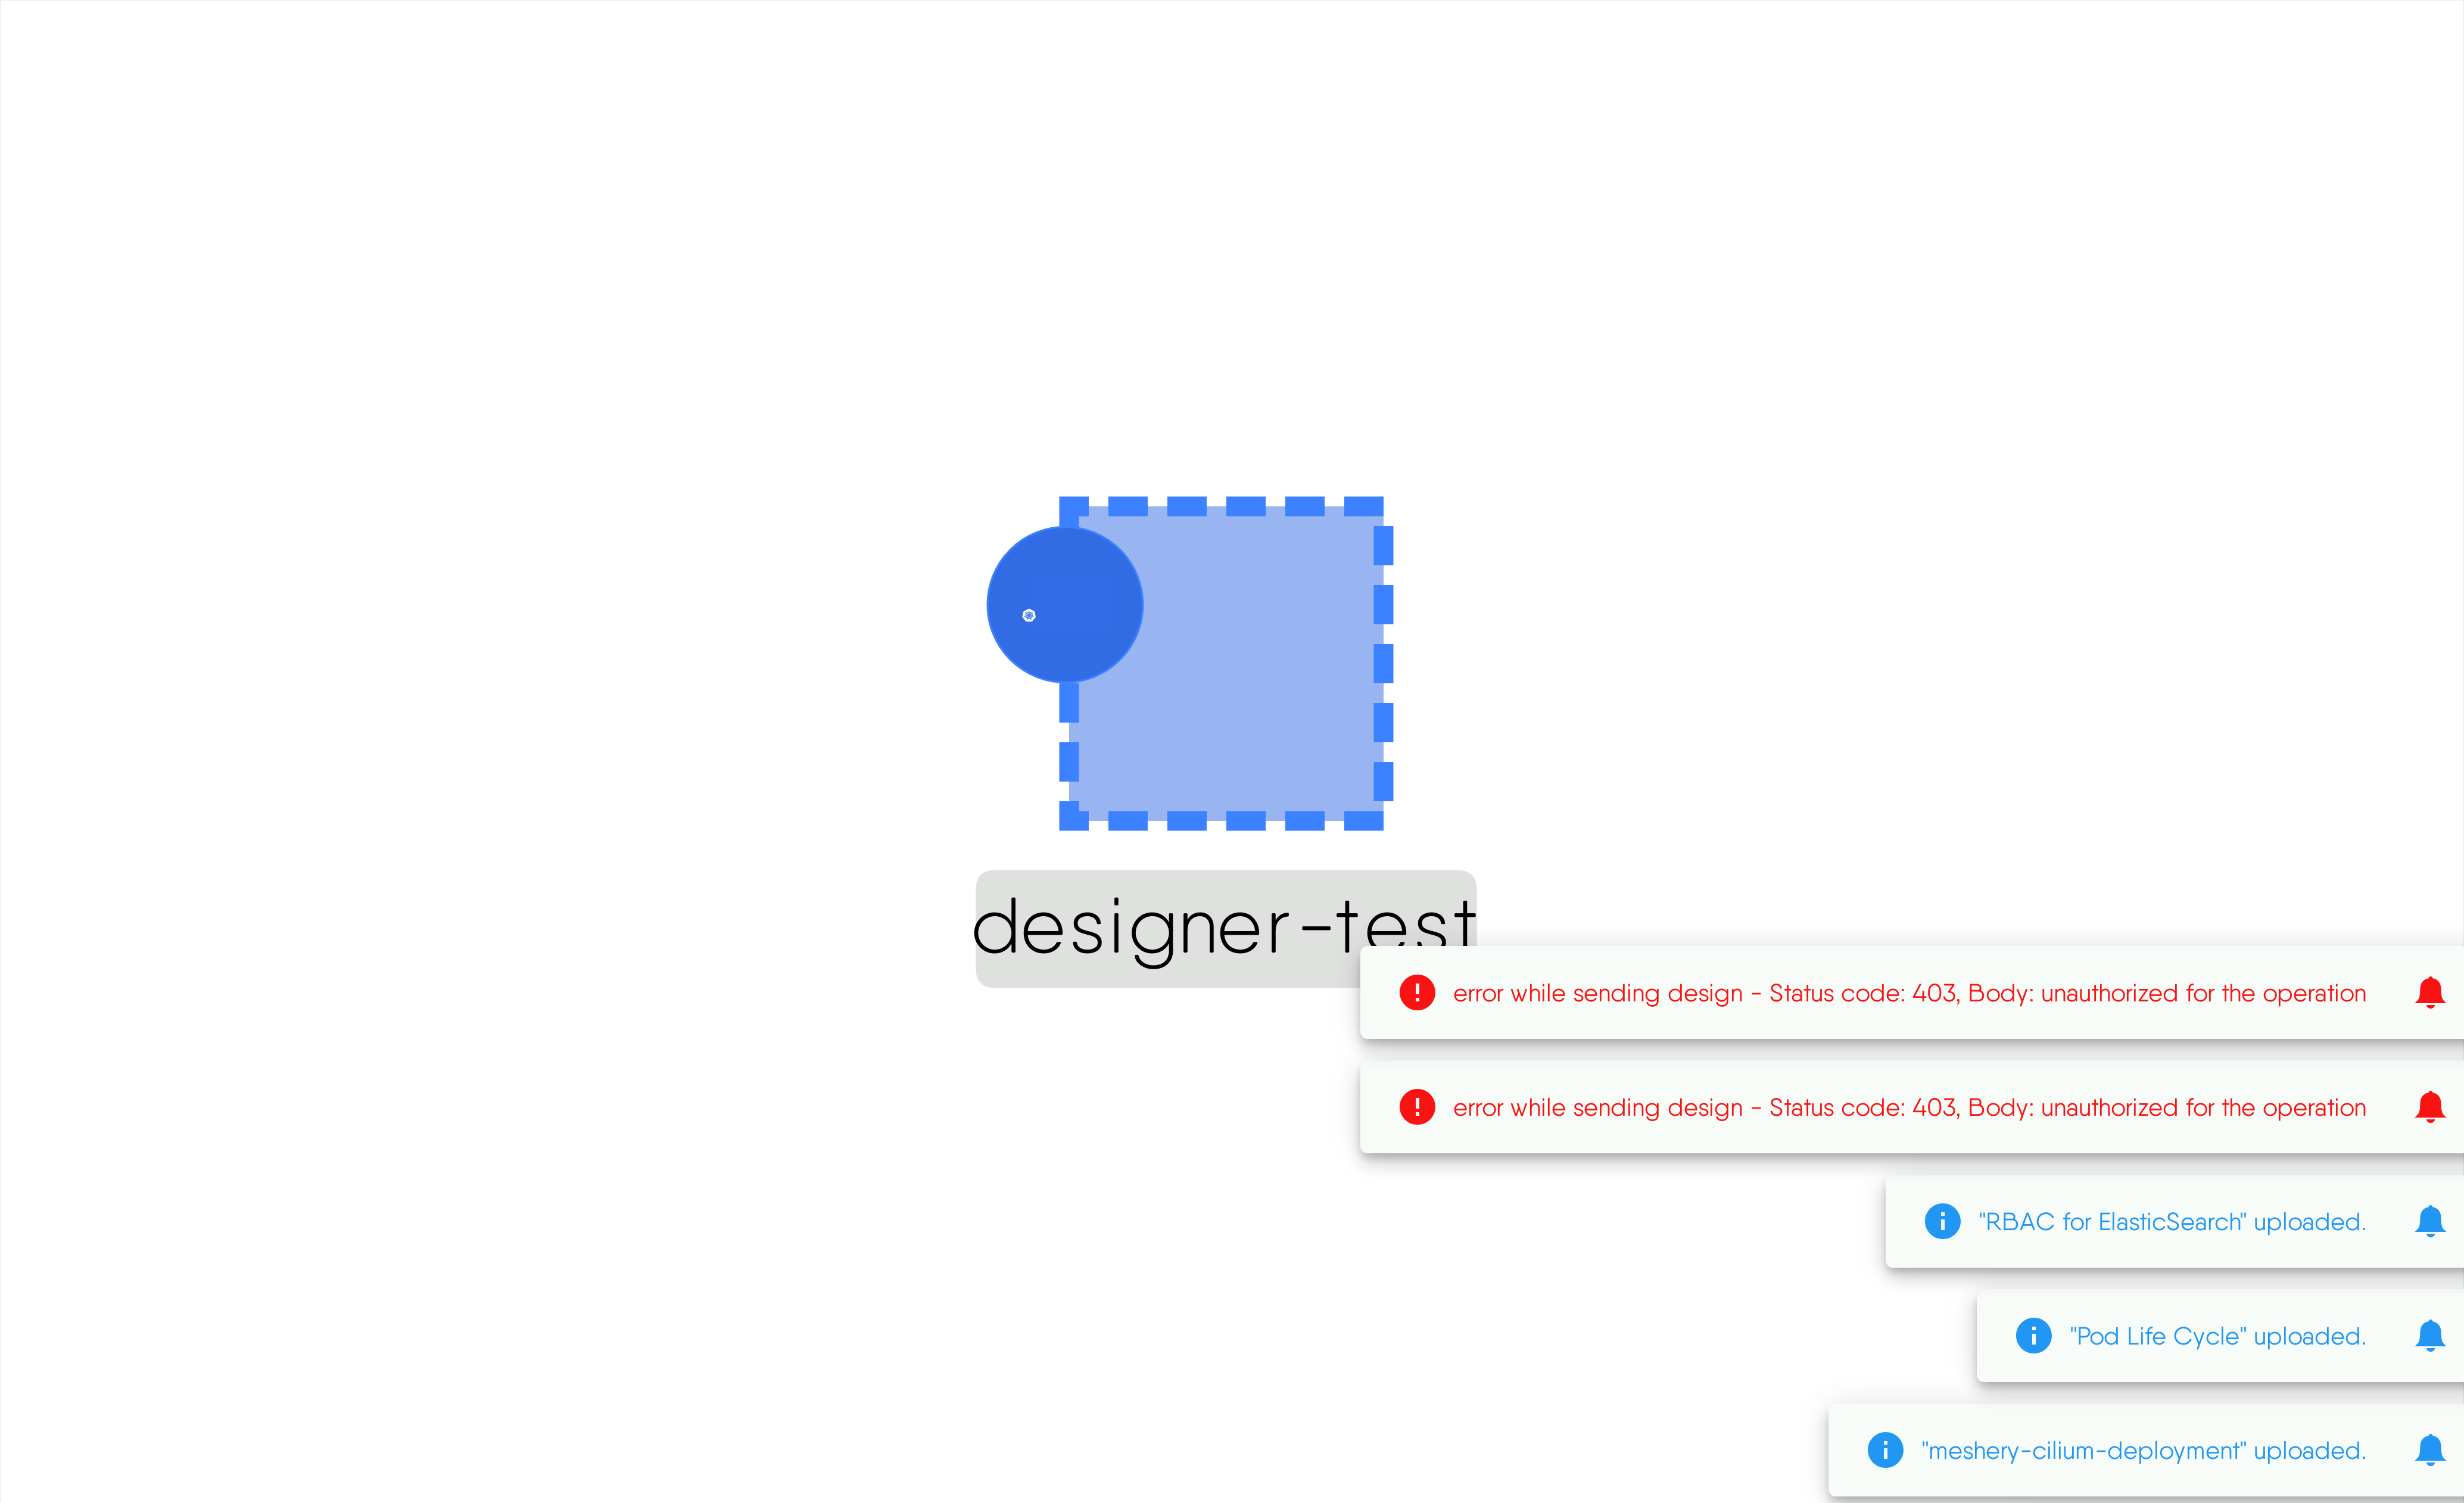 designer-test
error while sending design - Status code: 403, Body: unauthorized for the operation
error while sending design - Status code: 403, Body: unauthorized for the operation
"RBAC for ElasticSearch" uploaded.
"Pod Life Cycle" uploaded.
"meshery-cilium-deployment" uploaded.